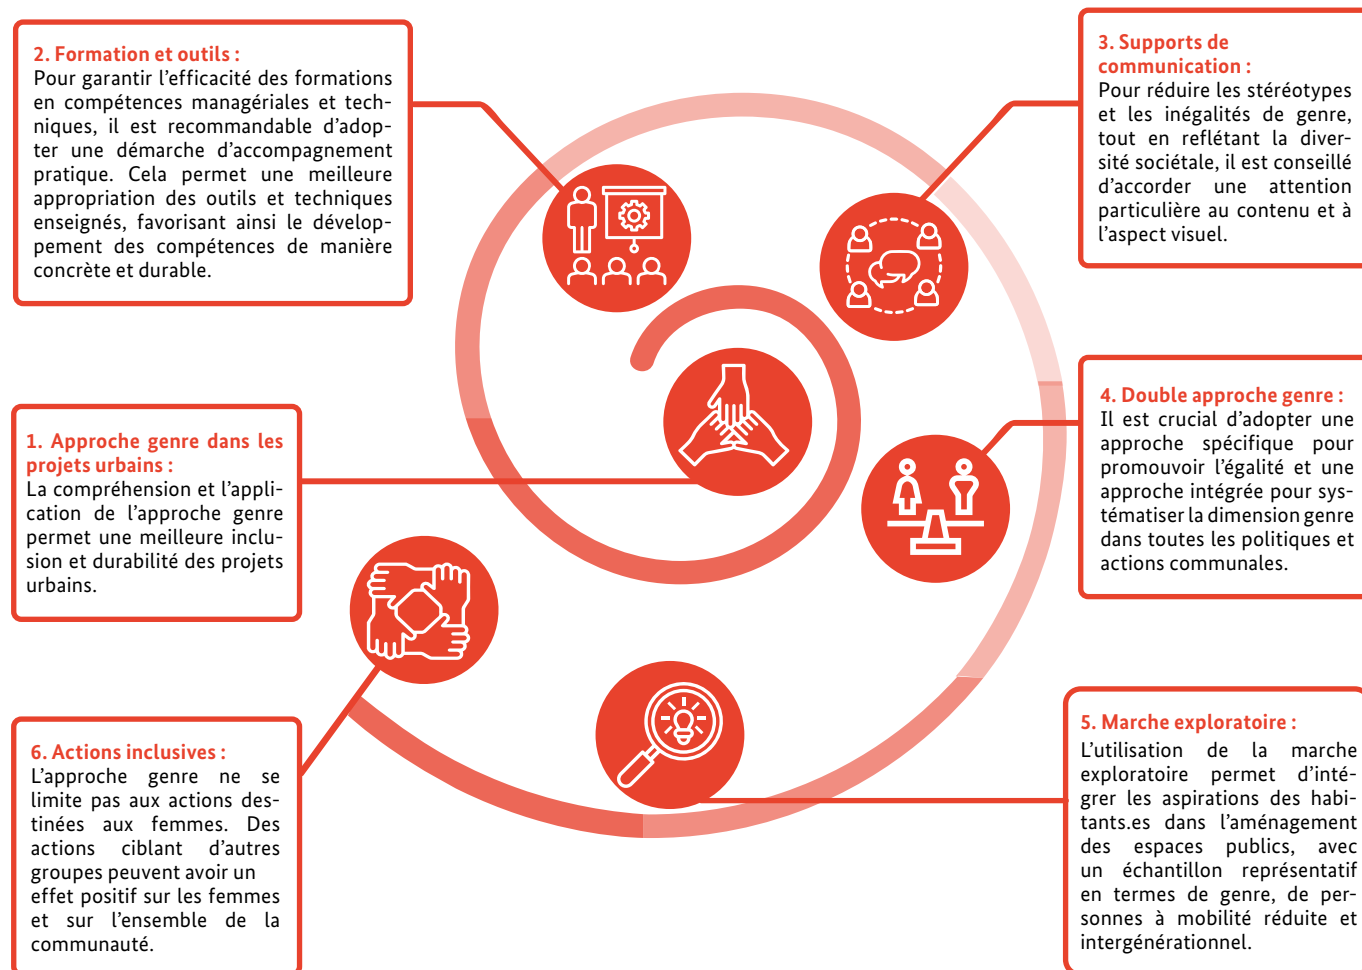 2. Formation et outils :
Pour garantir l’efficacité des formations
en compétences managériales et tech-
niques, il est recommandable d’adop-
ter une démarche d’accompagnement
pratique. Cela permet une meilleure
appropriation des outils et techniques
enseignés, favorisant ainsi le dévelop-
pement des compétences de manière
concrète et durable.
3. Supports de
communication :
Pour réduire les stéréotypes
et les inégalités de genre,
tout en reflétant la diver-
sité sociétale, il est conseillé
d’accorder une attention
particulière au contenu et à
l’aspect visuel.
1. Approche genre dans les
projets urbains :
La compréhension et l’appli-
cation de l’approche genre
permet une meilleure inclu-
sion et durabilité des projets
urbains.
4. Double approche genre :
Il est crucial d’adopter une
approche spécifique pour
promouvoir l’égalité et une
approche intégrée pour sys-
tématiser la dimension genre
dans toutes les politiques et
actions communales.
6. Actions inclusives :
L’approche genre ne se
limite pas aux actions des-
tinées aux femmes. Des
actions ciblant d’autres
groupes peuvent avoir un
effet positif sur les femmes
et sur l’ensemble de la
communauté.
5. Marche exploratoire :
L’utilisation de la marche
exploratoire permet d’inté-
grer les aspirations des habi-
tants.es dans l’aménagement
des espaces publics, avec
un échantillon représentatif
en termes de genre, de per-
sonnes à mobilité réduite et
intergénérationnel.